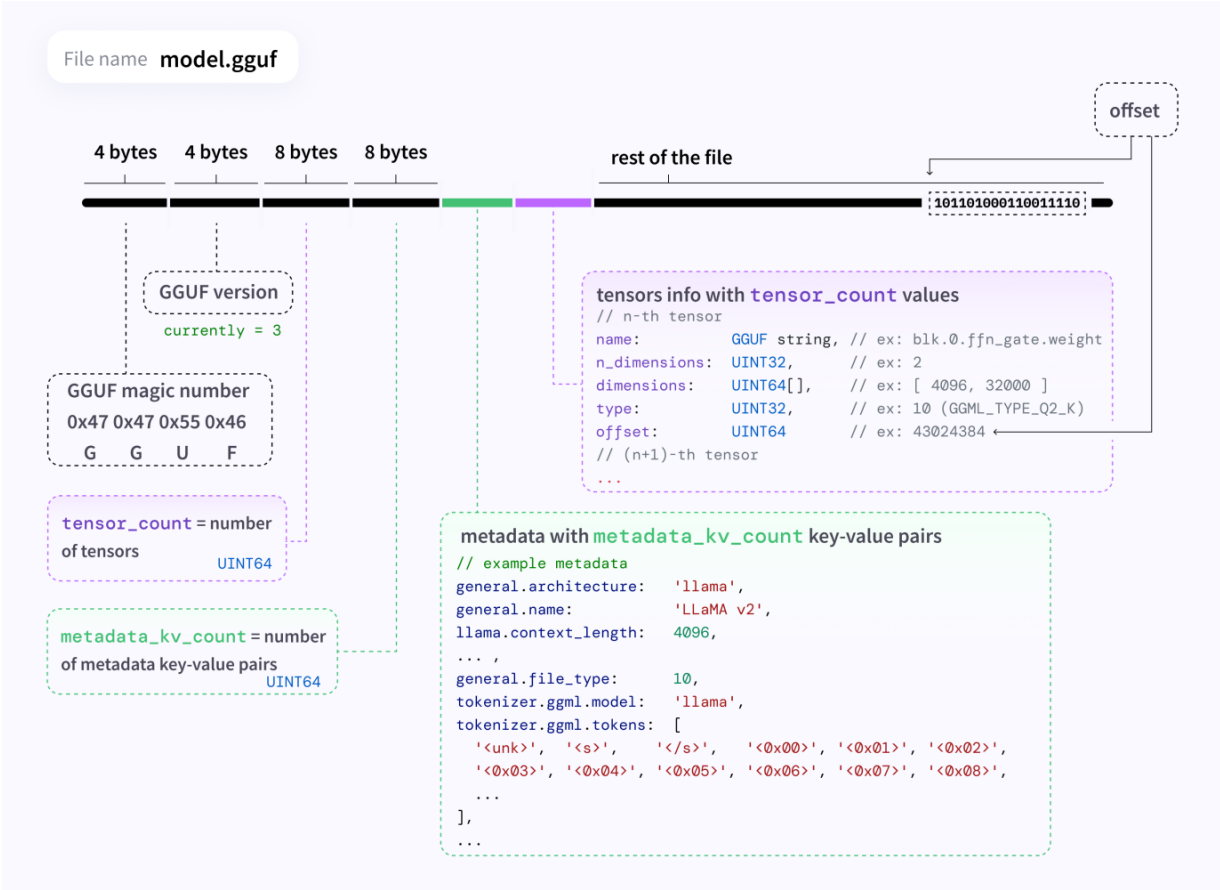 File name model.gguf
offset
4 bytes 4 bytes 8 bytes 8 bytes rest of the file
101101000110011110
GGUF version
currently = 3
GGUF magic number
0x47 0x47 0x55 0x46
G G U F
tensor_count = number
of tensors
UINT64
metadata_kv_count = number
of metadata key-value pairs
UINT64
tensors info with tensor_count values
// n-th tensor
name: GGUF string, // ex: blk.0.ffn_gate.weight
n_dimensions: UINT32, // ex: 2
dimensions: UINT64[], // ex: [ 4096, 32000 ]
type: UINT32, // ex: 10 (GGML_TYPE_Q2_K)
offset: UINT64 // ex: 43024384
// (n+1)-th tensor
...
metadata with metadata_kv_count key-value pairs
// example metadata
general.architecture: 'llama',
general.name: 'LLaMA v2',
llama.context_length: 4096,
... ,
general.file_type: 10,
tokenizer.ggml.model: 'llama',
tokenizer.ggml.tokens: [
'<unk>', '<s>', '</s>', '<0x00>', '<0x01>', '<0x02>',
'<0x03>', '<0x04>', '<0x05>', '<0x06>', '<0x07>', '<0x08>',
...
],
...